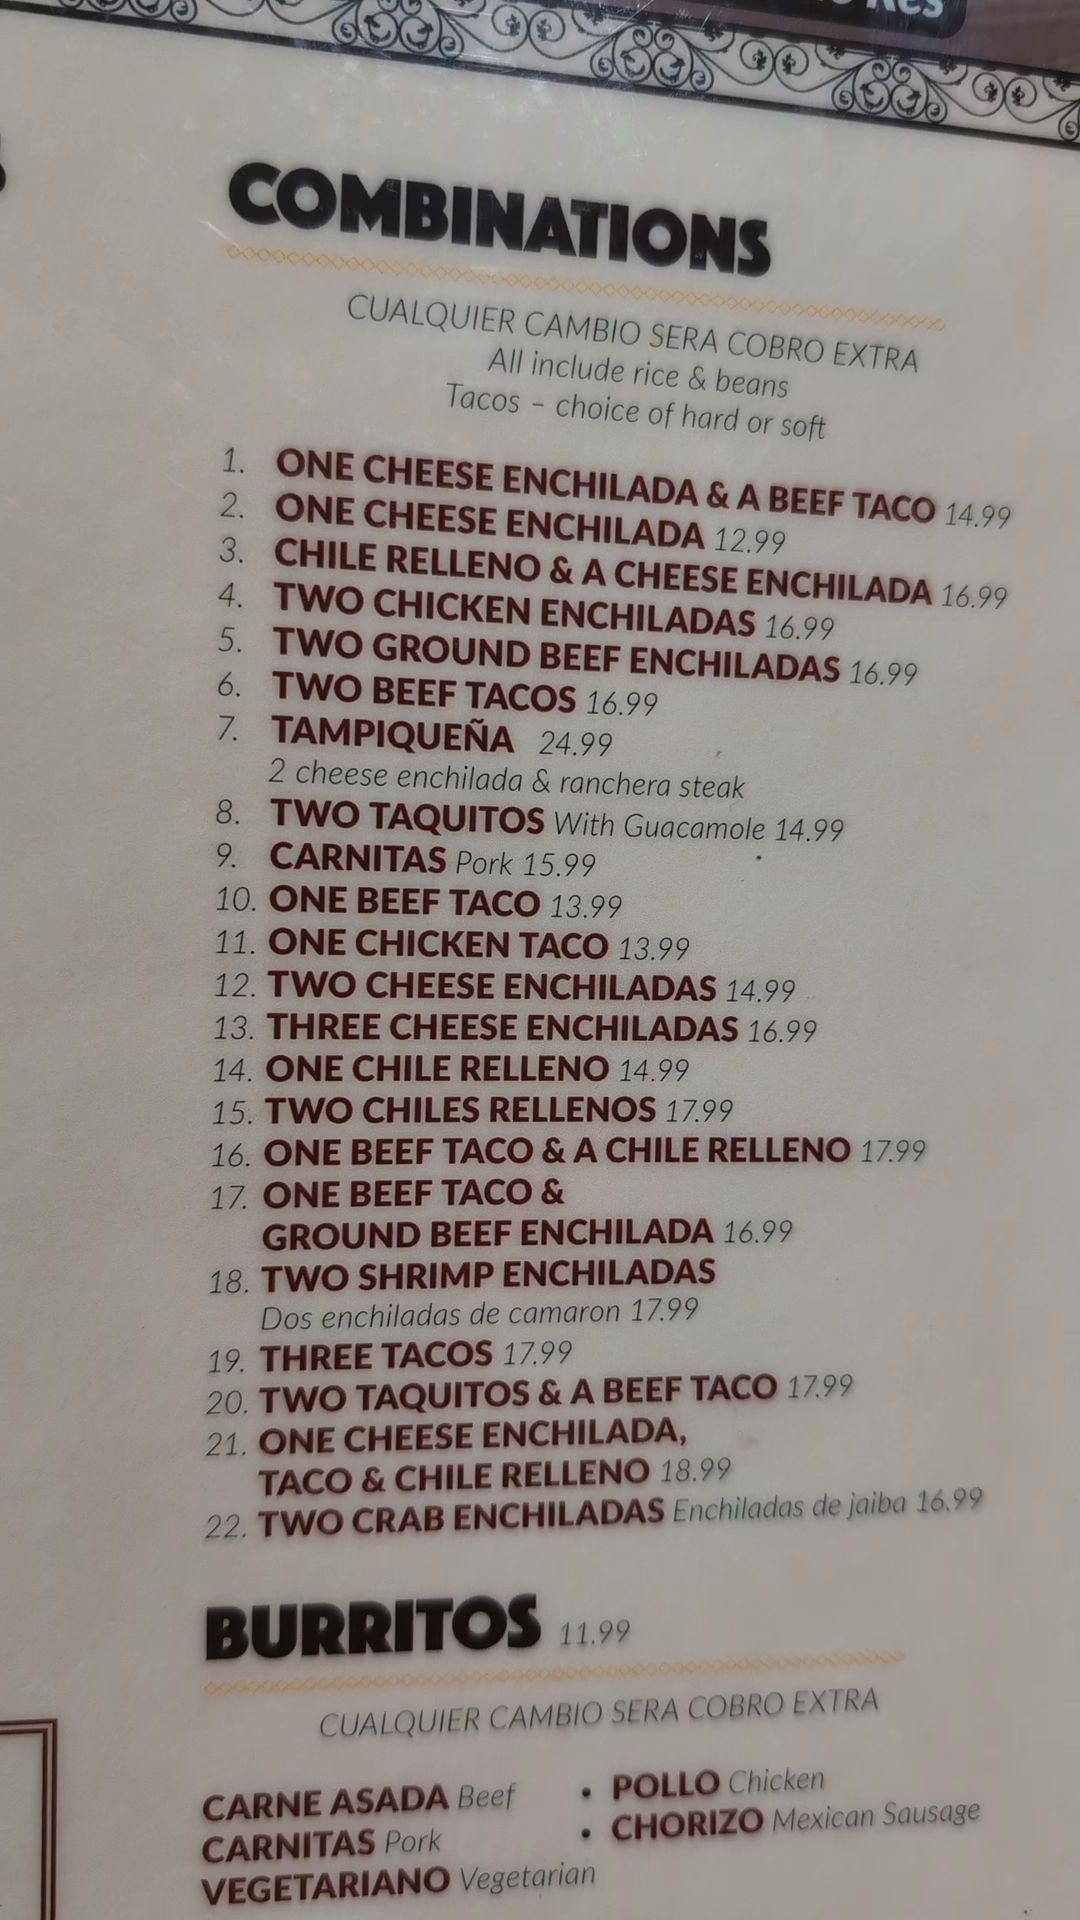 COMBINATIONS
CUALQUIER CAMBIO SERA COBRO EXTRA
All include rice & beans
Tacos – choice of hard or soft
1. ONE CHEESE ENCHILADA & A BEEF TACO 14.99
2. ONE CHEESE ENCHILADA 12.99
3. CHILE RELLENO & A CHEESE ENCHILADA 16.99
4. TWO CHICKEN ENCHILADAS 16.99
5. TWO GROUND BEEF ENCHILADAS 16.99
6. TWO BEEF TACOS 16.99
7. TAMPIQUEÑA 24.99
2 cheese enchilada & ranchera steak
8. TWO TAQUITOS With Guacamole 14.99
9. CARNITAS Pork 15.99
10. ONE BEEF TACO 13.99
11. ONE CHICKEN TACO 13.99
12. TWO CHEESE ENCHILADAS 14.99
13. THREE CHEESE ENCHILADAS 16.99
14. ONE CHILE RELLENO 14.99
15. TWO CHILES RELLENOS 17.99
16. ONE BEEF TACO & A CHILE RELLENO 17.99
17. ONE BEEF TACO &
GROUND BEEF ENCHILADA 16.99
18. TWO SHRIMP ENCHILADAS
Dos enchiladas de camaron 17.99
19. THREE TACOS 17.99
20. TWO TAQUITOS & A BEEF TACO 17.99
21. ONE CHEESE ENCHILADA,
TACO & CHILE RELLENO 18.99
22. TWO CRAB ENCHILADAS Enchiladas de jaiba 16.99
BURRITOS 11.99
CUALQUIER CAMBIO SERA COBRO EXTRA
CARNE ASADA Beef
CARNITAS Pork
VEGETARIANO Vegetarian
• POLLO Chicken
• CHORIZO Mexican Sausage